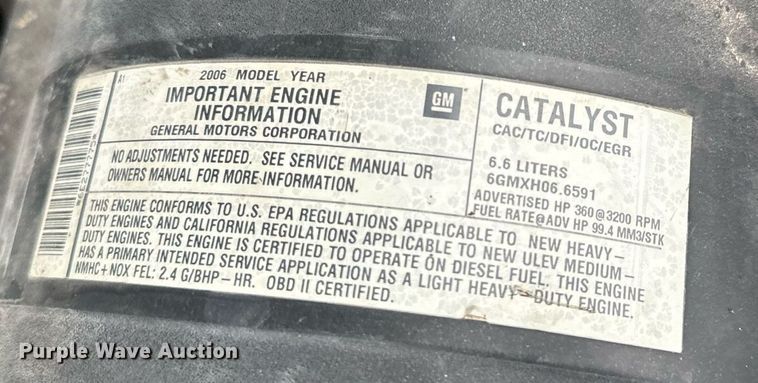 A1
2006 MODEL YEAR
IMPORTANT ENGINE
INFORMATION
GENERAL MOTORS CORPORATION
GM
NO ADJUSTMENTS NEEDED. SEE SERVICE MANUAL OR
OWNERS MANUAL FOR MORE INFORMATION.
CATALYST
CAC/TC/DFI/OC/EGR
6.6 LITERS
6GMXH06.6591
ADVERTISED HP 360@3200 RPM
FUEL RATE@ADV HP 99.4 MM3/STK
THIS ENGINE CONFORMS TO U.S. EPA REGULATIONS APPLICABLE TO NEW HEAVY-
DUTY ENGINES AND CALIFORNIA REGULATIONS APPLICABLE TO NEW ULEV MEDIUM-
DUTY ENGINES. THIS ENGINE IS CERTIFIED TO OPERATE ON DIESEL FUEL. THIS ENGINE
HAS A PRIMARY INTENDED SERVICE APPLICATION AS A LIGHT HEAVY-DUTY ENGINE.
NMHC+NOX FEL: 2.4 G/BHP-HR. OBD II CERTIFIED.
Purple Wave Auction